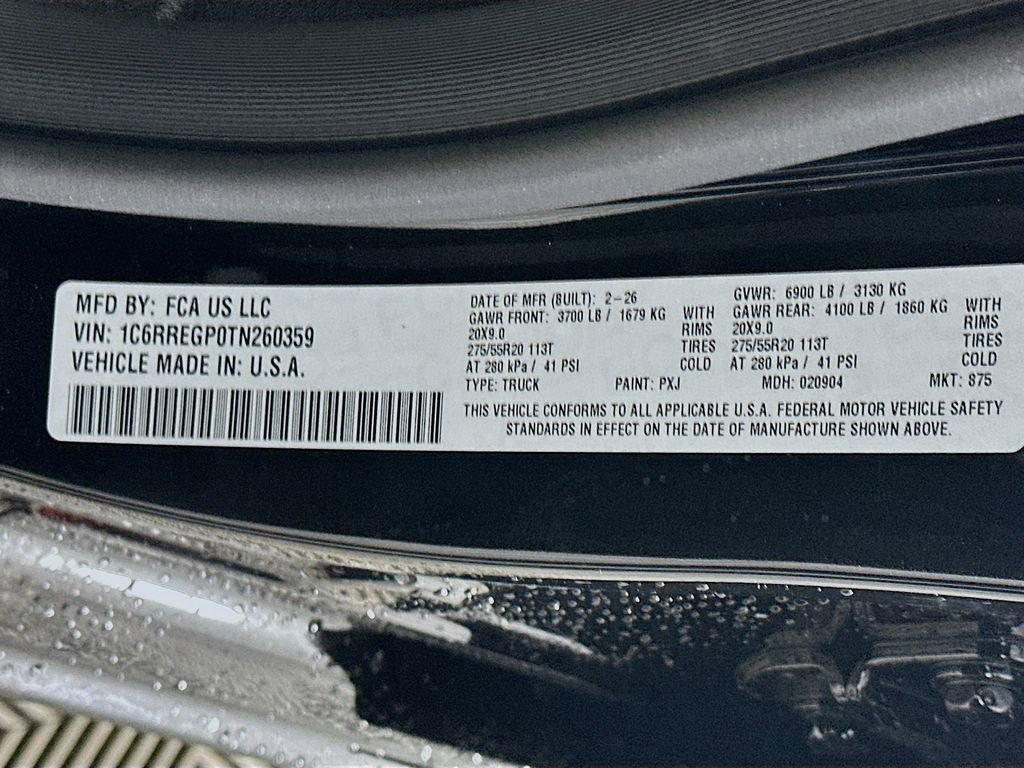 MFD BY: FCA US LLC
VIN: 1C6RREGP0TN260359
VEHICLE MADE IN: U.S.A.
DATE OF MFR (BUILT): 2-26
GAWR FRONT: 3700 LB / 1679 KG WITH
20X9.0 RIMS
275/55R20 113T TIRES
AT 280 kPa / 41 PSI COLD
TYPE: TRUCK PAINT: PXJ
GVWR: 6900 LB / 3130 KG
GAWR REAR: 4100 LB / 1860 KG WITH
20X9.0 RIMS
275/55R20 113T TIRES
AT 280 kPa / 41 PSI COLD
MDH: 020904 MKT: 875
THIS VEHICLE CONFORMS TO ALL APPLICABLE U.S.A. FEDERAL MOTOR VEHICLE SAFETY
STANDARDS IN EFFECT ON THE DATE OF MANUFACTURE SHOWN ABOVE.